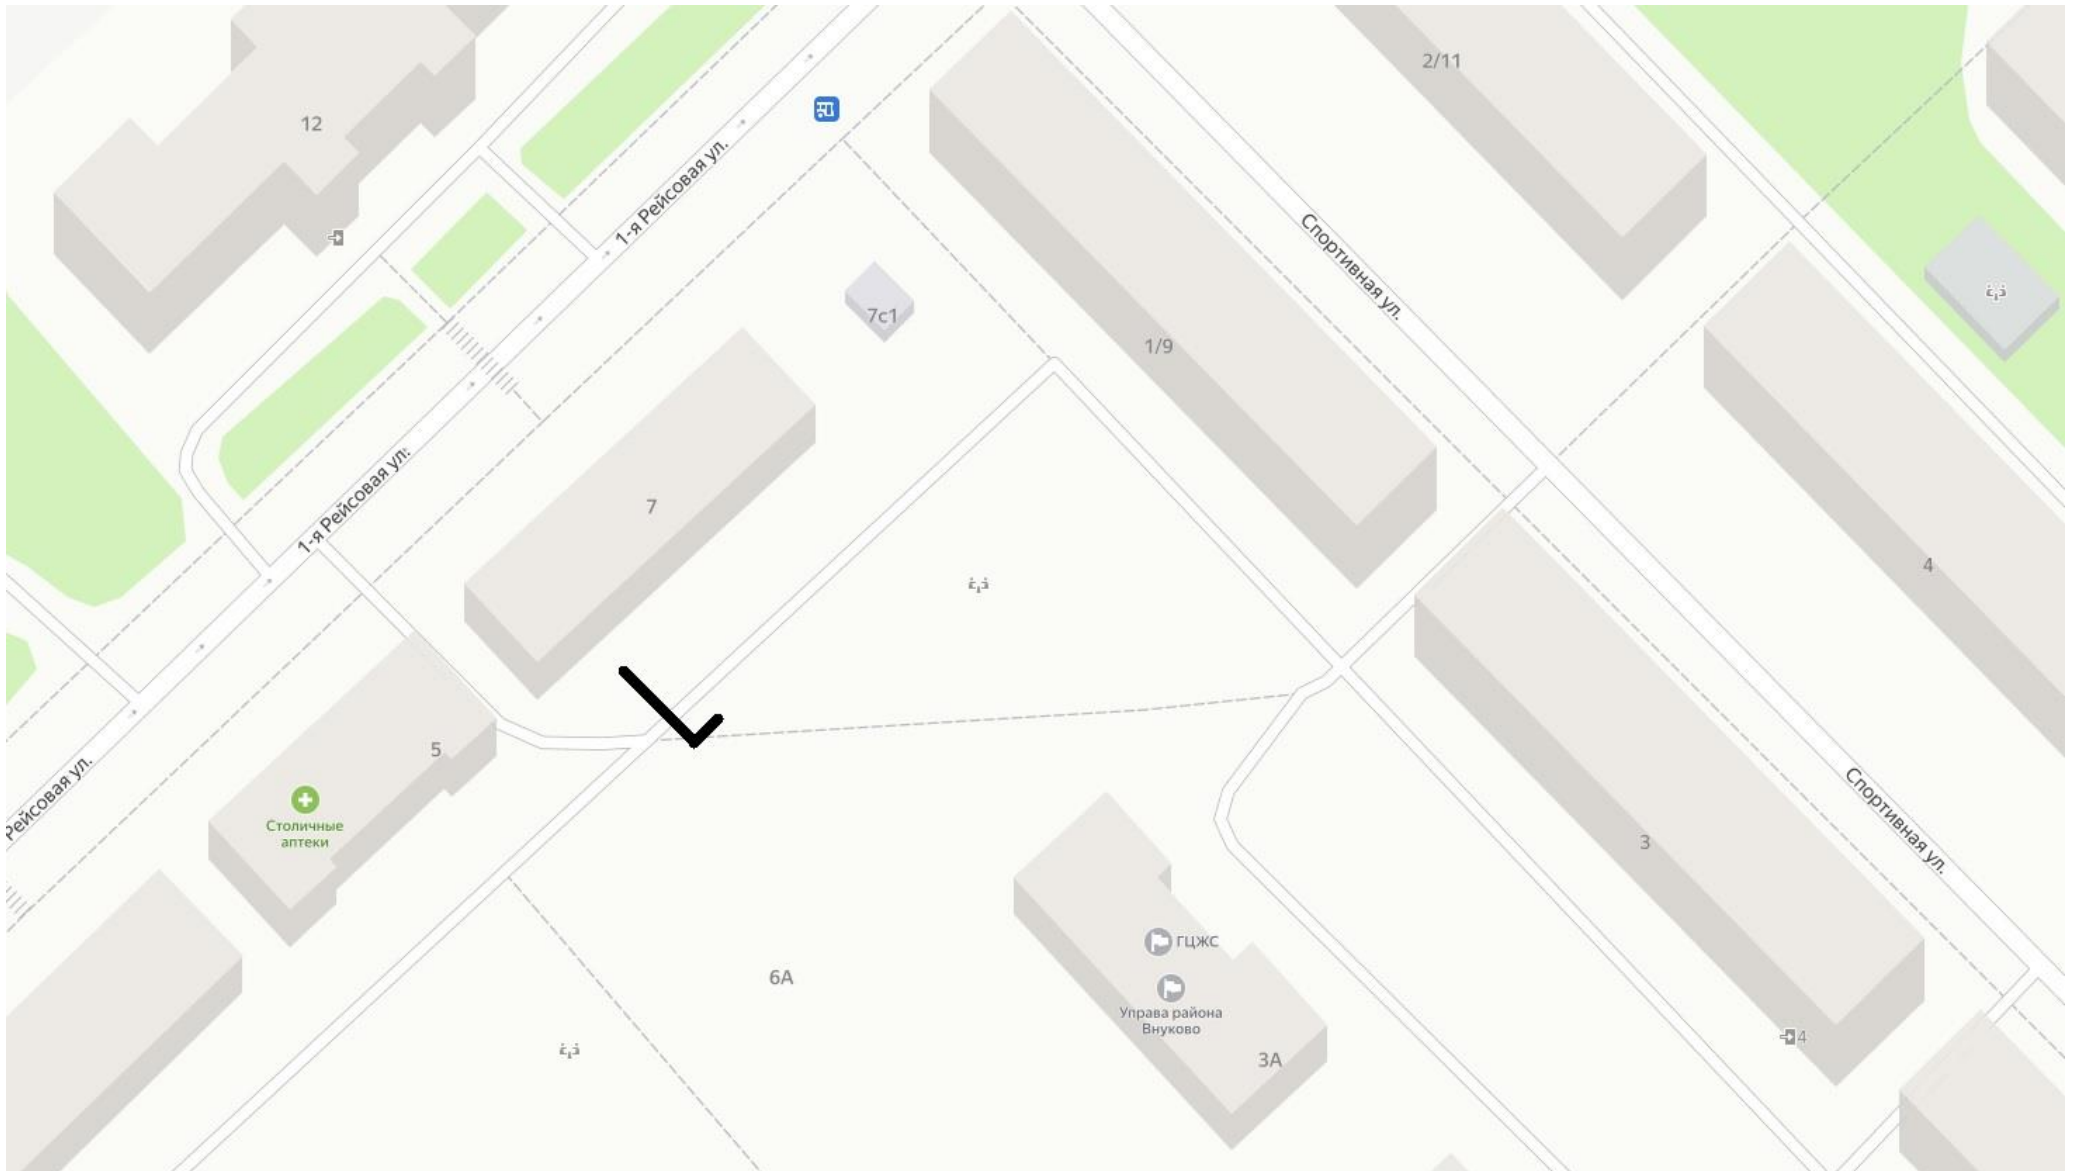 2/11
12
1-я Рейсовая ул.
Спортивная ул.
7с1
1/9
7
1-я Рейсовая ул.
4
5
Столичные
аптеки
Рейсовая ул.
3
Спортивная ул.
ГЦЖС
6А
Управа района
Внуково
4
3А